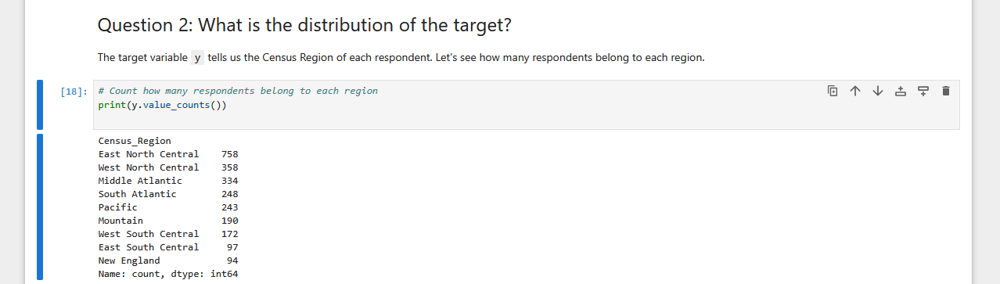 Question 2: What is the distribution of the target?
The target variable y tells us the Census Region of each respondent. Let's see how many respondents belong to each region.
[18]:
# Count how many respondents belong to each region
print(y.value_counts())
Census_Region
East North Central    758
West North Central    358
Middle Atlantic       334
South Atlantic        248
Pacific               243
Mountain              190
West South Central    172
East South Central     97
New England            94
Name: count, dtype: int64